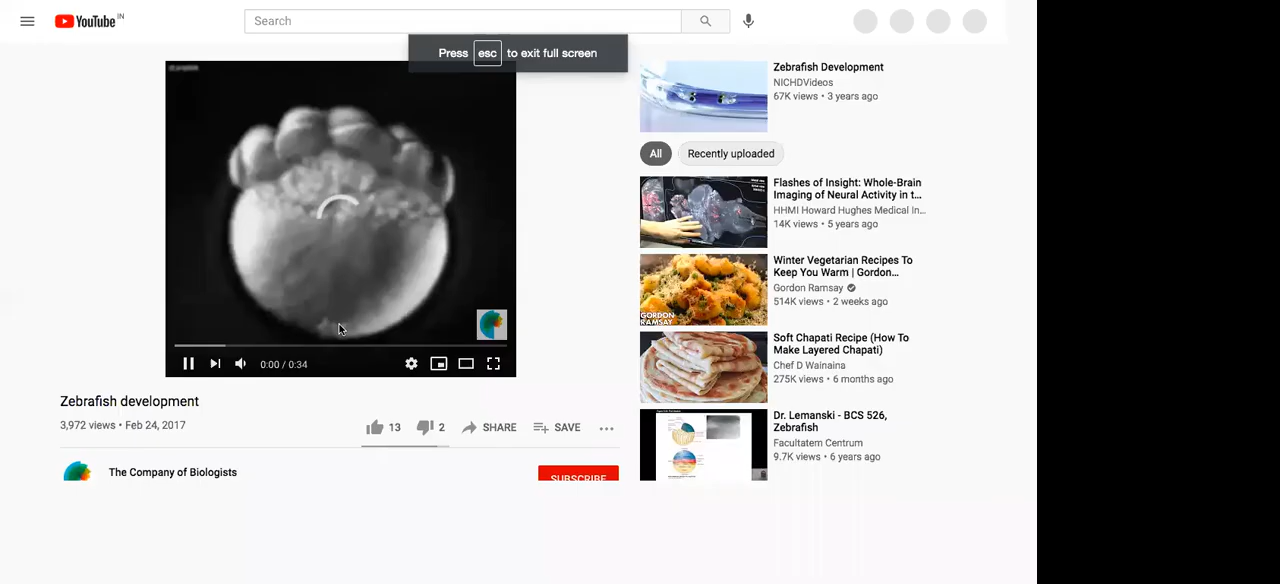 YouTube IN
Search
Press esc to exit full screen
0:00 / 0:34
Zebrafish development
3,972 views • Feb 24, 2017
13
2
SHARE
SAVE
The Company of Biologists
SUBSCRIBE
Zebrafish Development
NICHDVideos
67K views • 3 years ago
All
Recently uploaded
Flashes of Insight: Whole-Brain
Imaging of Neural Activity in t...
HHMI Howard Hughes Medical In...
14K views • 5 years ago
GORDON
RAMSAY
Winter Vegetarian Recipes To
Keep You Warm | Gordon...
Gordon Ramsay
514K views • 2 weeks ago
Soft Chapati Recipe (How To
Make Layered Chapati)
Chef D Wainaina
275K views • 6 months ago
Dr. Lemanski - BCS 526,
Zebrafish
Facultatem Centrum
9.7K views • 6 years ago